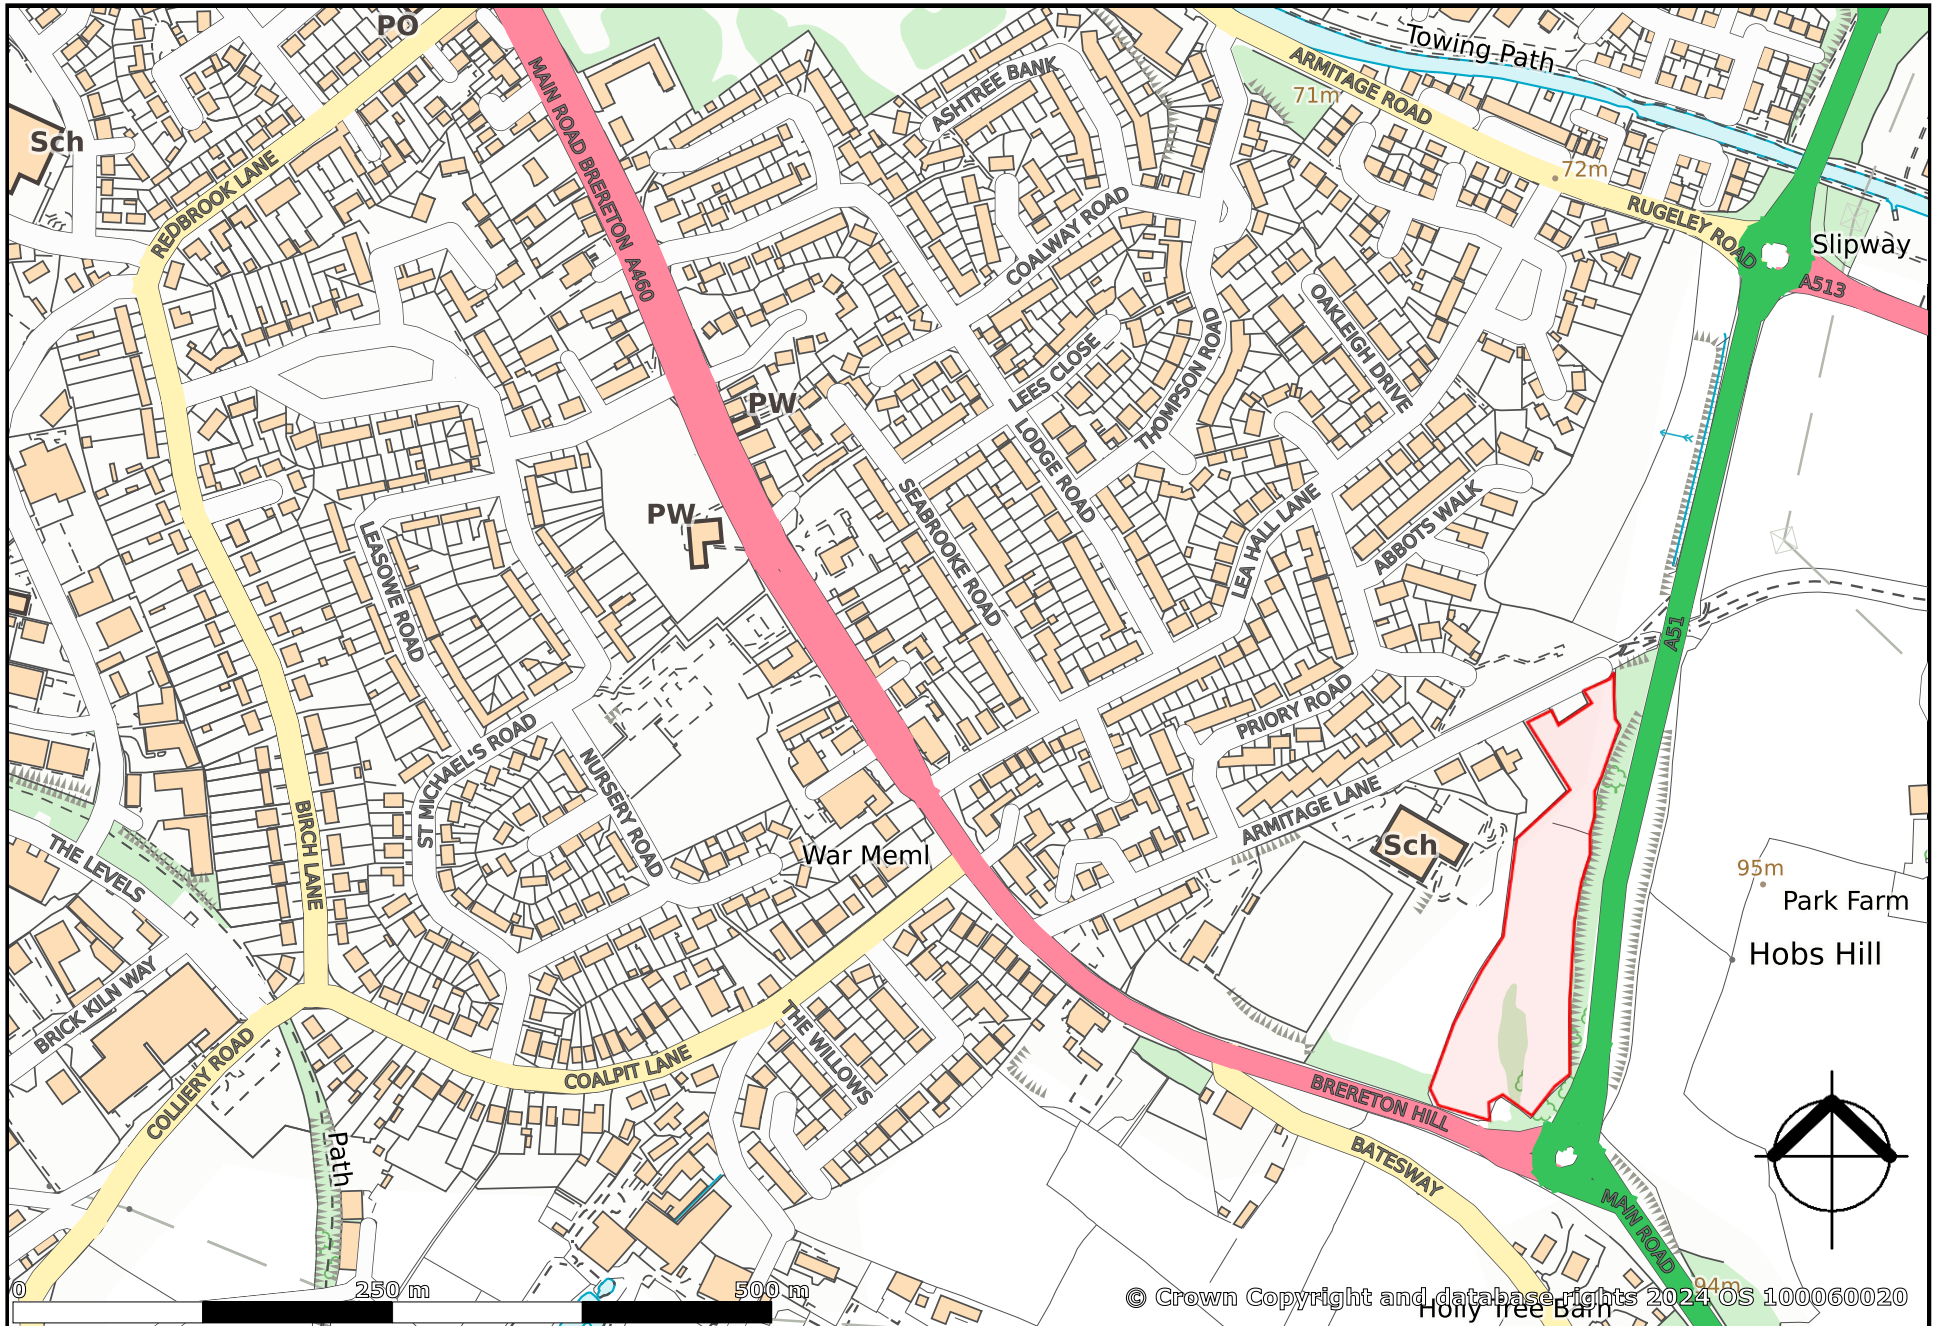 PO
Towing Path
MAIN ROAD BRERETON A460
ASHTREE BANK
ARMITAGE ROAD
71m
Sch
72m
REDBROOK LANE
RUGELEY ROAD
Slipway
COALWAY ROAD
A513
OAKLEIGH DRIVE
THOMPSON ROAD
LEES CLOSE
PW
LODGE ROAD
PW
SEABROOKE ROAD
LEA HALL LANE
ABBOTS WALK
LEASOWE ROAD
A51
PRIORY ROAD
ST MICHAEL'S ROAD
NURSERY ROAD
ARMITAGE LANE
BIRCH LANE
THE LEVELS
War Meml
Sch
95m
Park Farm
Hobs Hill
BRICK KILN WAY
COLLIERY ROAD
COALPIT LANE
THE WILLOWS
BRERETON HILL
BATESWAY
Path
MAIN ROAD
94m
0 250 m 500 m
© Crown Copyright and database rights 2024 OS 100060020
Holly Tree Barn